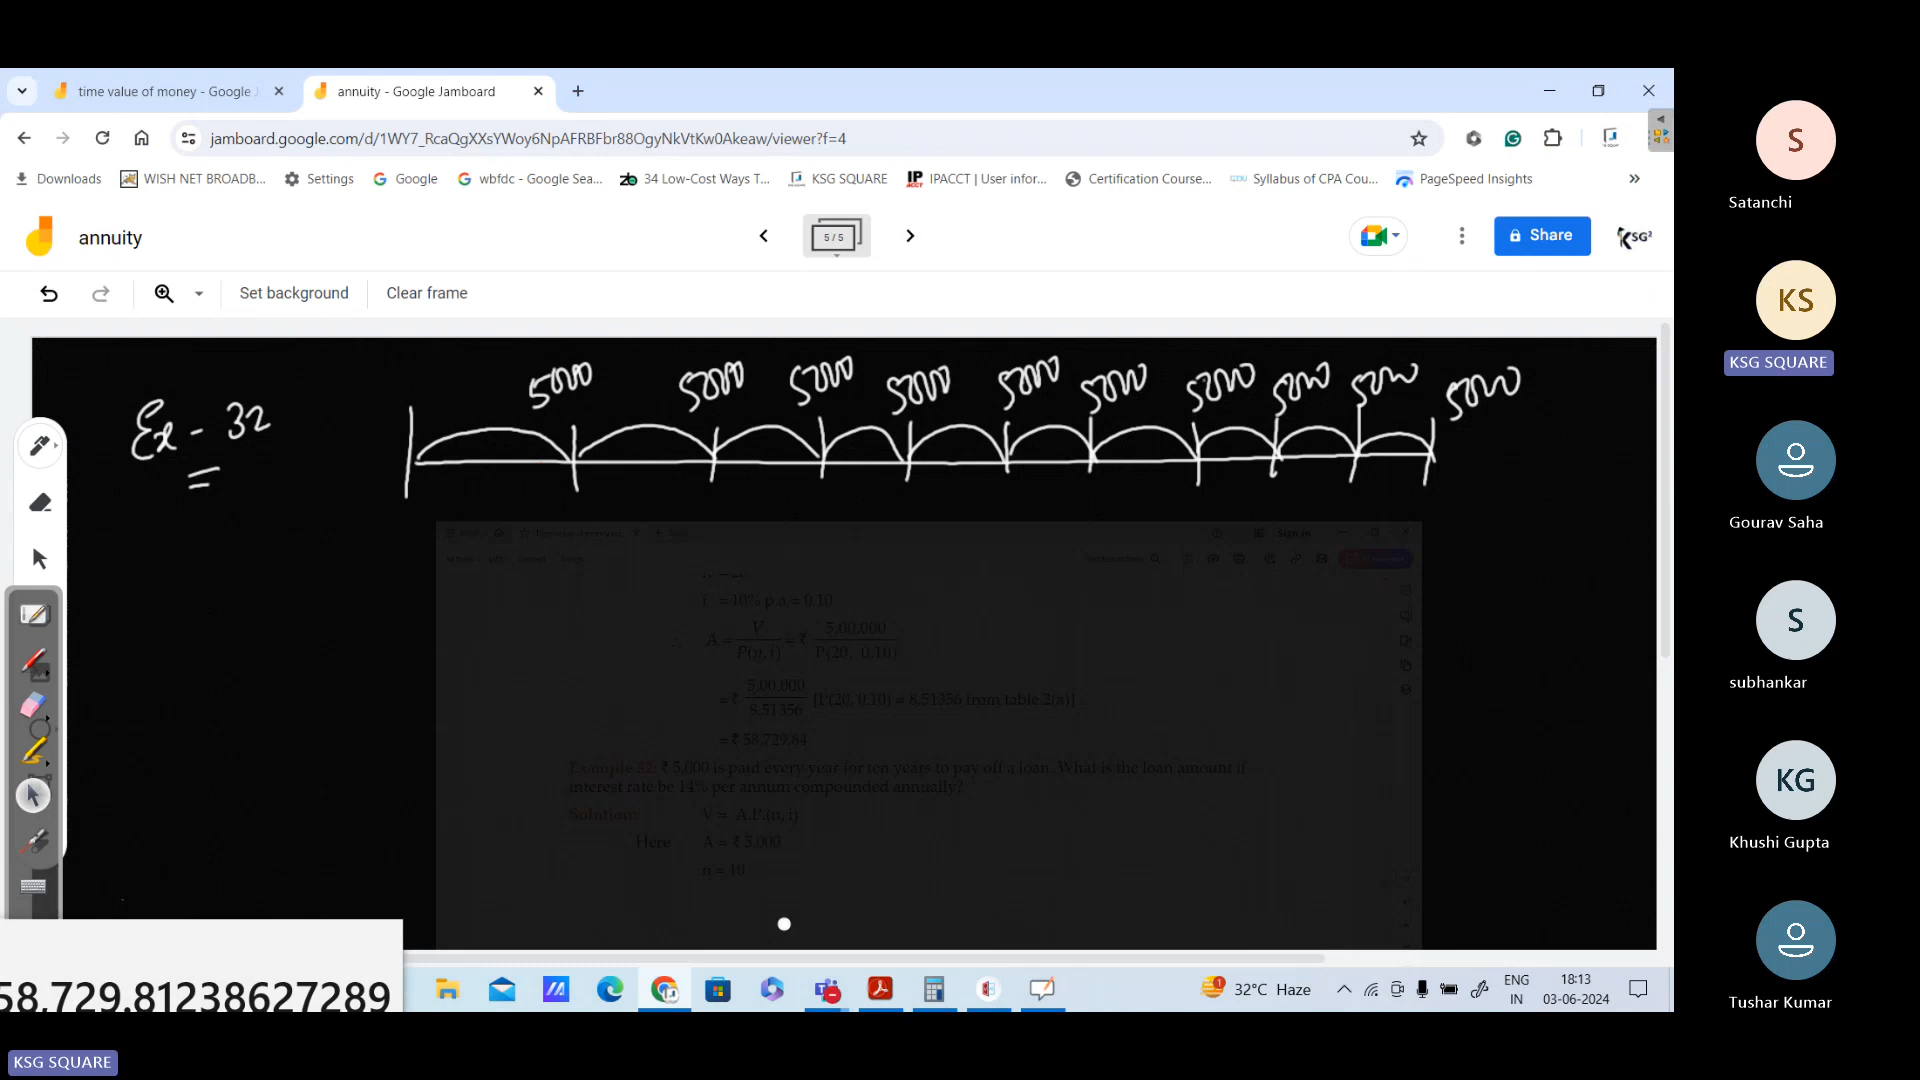 time value of money - Google J
annuity - Google Jamboard
jamboard.google.com/d/1WY7_RcaQgXXsYWoy6NpAFRBFbr88OgyNkVtKw0Akeaw/viewer?f=4
Downloads WISH NET BROADB... Settings Google wbfdc - Google Sea... 34 Low-Cost Ways T... KSG SQUARE IPACCT | User infor... Certification Course... Syllabus of CPA Cou... PageSpeed Insights »
annuity
5 / 5
Share
KSG²
Set background Clear frame
5000 5000 5000 5000 5000 5000 5000 5000 5000 5000
Ex - 32
Sign in
i = 10% p.a = 0.10
∴ A = V/P(n, i) = ₹ 5,00,000/P(20, 0.10)
= ₹ 5,00,000/8.51356 [P(20, 0.10) = 8.51356 from table 2(a)]
= ₹ 58,729.84
Example 32: ₹ 5,000 is paid every year for ten years to pay off a loan. What is the loan amount if
interest rate be 14% per annum compounded annually?
Solution: V = A.P.(n, i)
Here A = ₹ 5,000
n = 10
58,729.81238627289
32°C Haze
ENG
IN
18:13
03-06-2024
S
Satanchi
KS
KSG SQUARE
Gourav Saha
S
subhankar
KG
Khushi Gupta
Tushar Kumar
KSG SQUARE